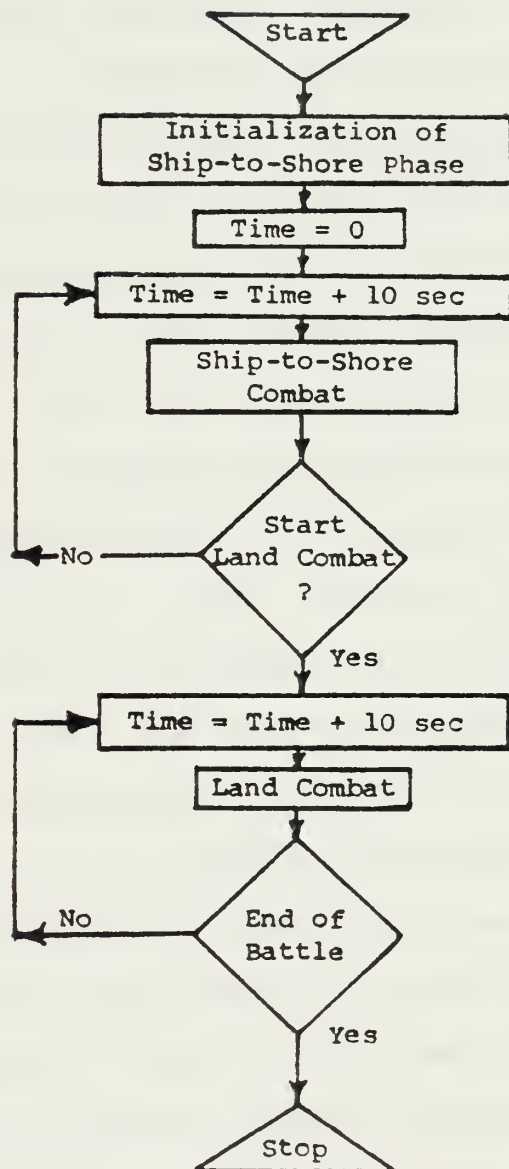 Start
Initialization of
Ship-to-Shore Phase
Time = 0
Time = Time + 10 sec
Ship-to-Shore
Combat
Start
Land Combat
?
No
Yes
Time = Time + 10 sec
Land Combat
End of
Battle
No
Yes
Stop